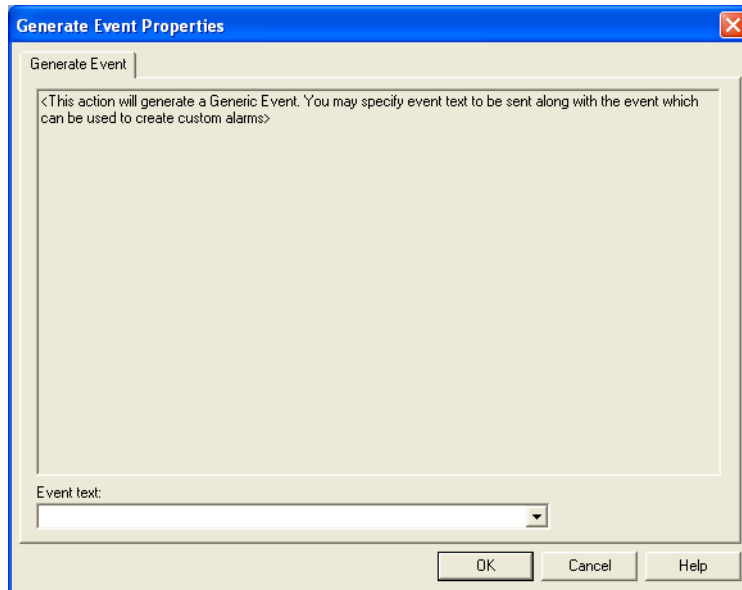 Generate Event Properties
Generate Event
<This action will generate a Generic Event. You may specify event text to be sent along with the event which
can be used to create custom alarms>
Event text:
OK Cancel Help